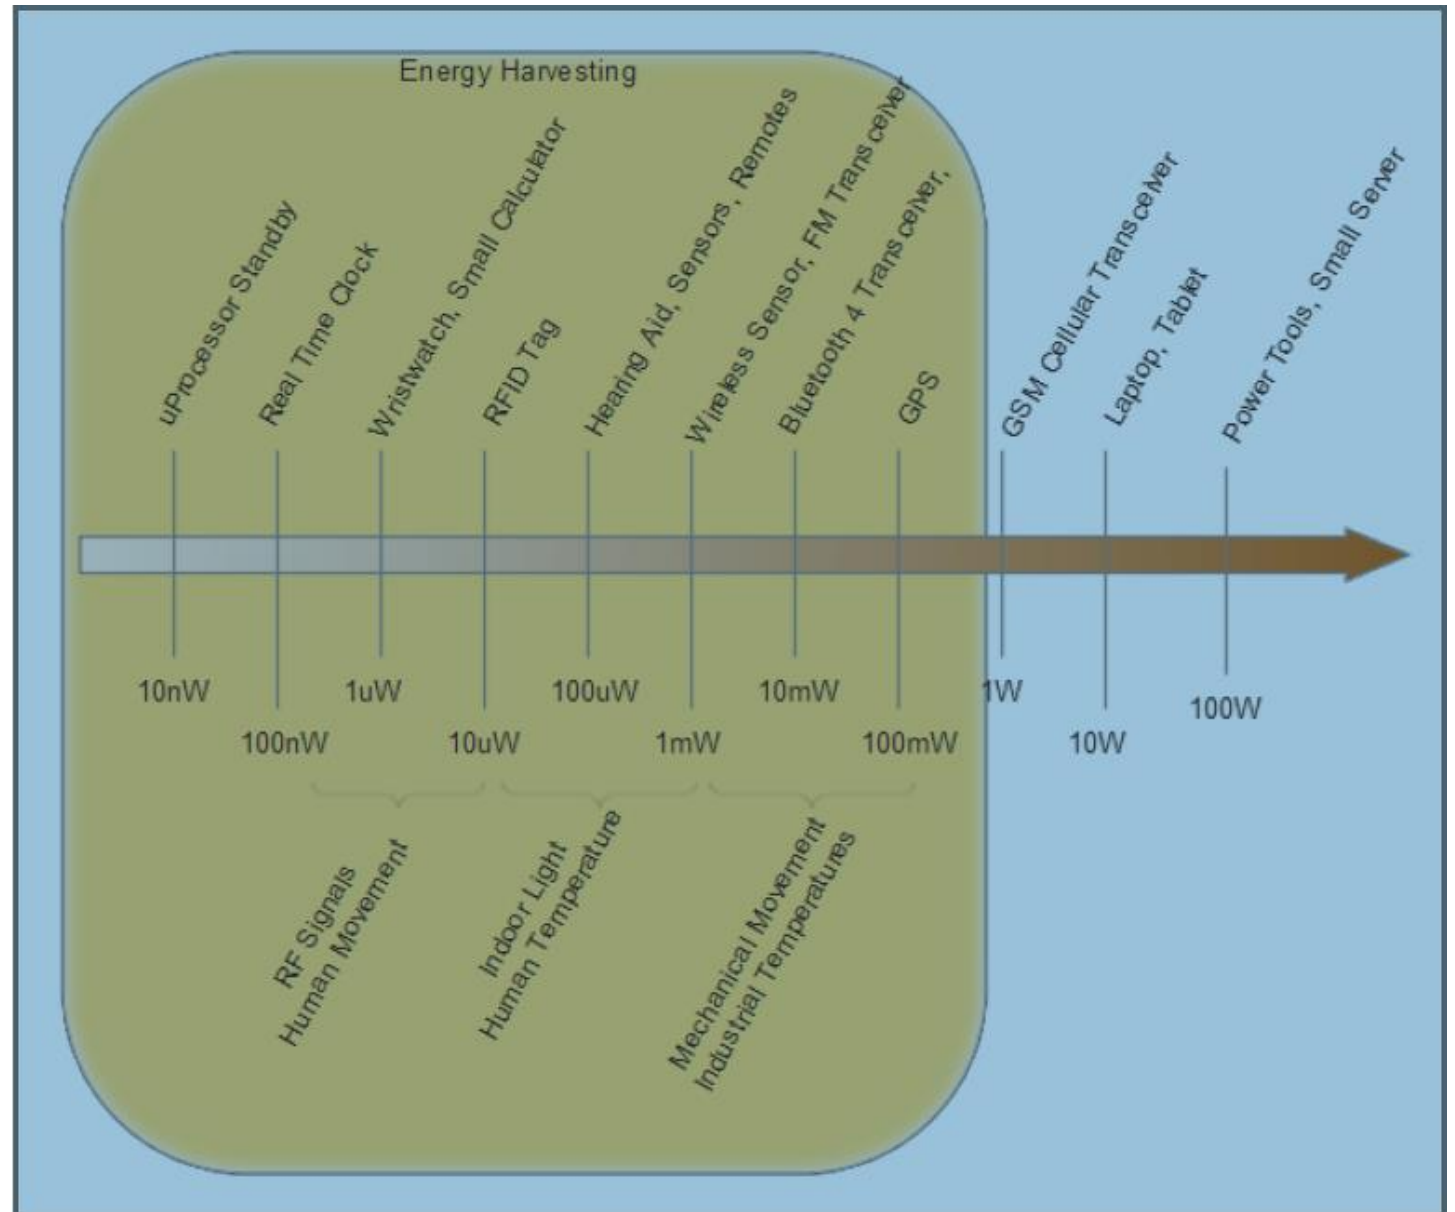 Energy Harvesting
uProcessor Standby
Real Time Clock
Wristwatch, Small Calculator
RFID Tag
Hearing Aid, Sensors, Remotes
Wireless Sensor, FM Transceiver
Bluetooth 4 Transceiver,
GPS
GSM Cellular Transceiver
Laptop, Tablet
Power Tools, Small Server
10nW
100nW
1uW
10uW
100uW
1mW
10mW
100mW
1W
10W
100W
RF Signals
Human Movement
Indoor Light
Human Temperature
Mechanical Movement
Industrial Temperatures